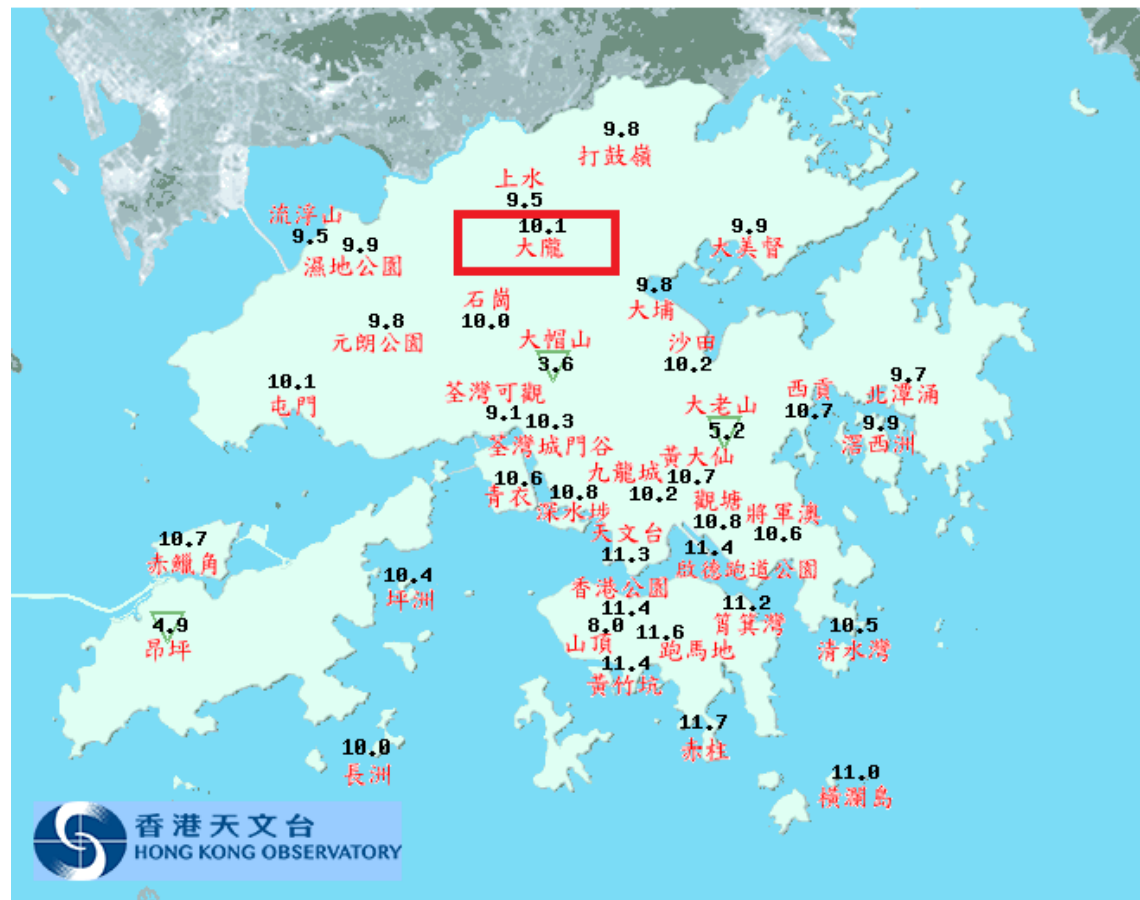 9.8
打鼓嶺
上水
9.5
10.1
大隴
流浮山
9.5
9.9
濕地公園
9.9
大美督
石崗
10.0
9.8
大埔
9.8
元朗公園
大帽山
3.6
沙田
10.2
10.1
屯門
荃灣可觀
9.1
10.3
荃灣城門谷
大老山
5.2
西貢
10.7
9.7
北潭涌
9.9
滘西洲
黃大仙
10.7
九龍城
10.2
10.6
青衣
10.8
深水埗
觀塘
10.8
將軍澳
10.6
天文台
11.3
11.4
啟德跑道公園
10.7
赤鱲角
10.4
坪洲
4.9
昂坪
香港公園
11.4
8.0
山頂
11.6
跑馬地
11.2
筲箕灣
10.5
清水灣
11.4
黃竹坑
11.7
赤柱
10.0
長洲
11.0
橫瀾島
香港天文台
HONG KONG OBSERVATORY